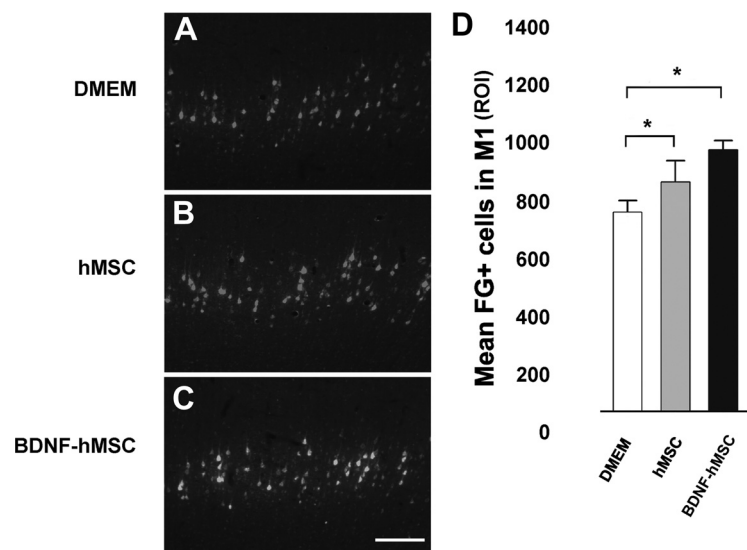 DMEM
hMSC
BDNF-hMSC
A
B
C
D
Mean FG+ cells in M1 (ROI)
1400
1200
1000
800
600
400
200
0
*
*
DMEM
hMSC
BDNF-hMSC